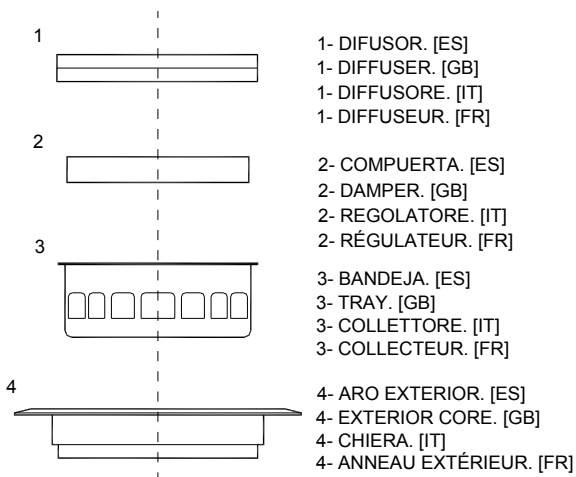 1
1- DIFUSOR. [ES]
1- DIFFUSER. [GB]
1- DIFFUSORE. [IT]
1- DIFFUSEUR. [FR]
2
2- COMPUERTA. [ES]
2- DAMPER. [GB]
2- REGOLATORE. [IT]
2- RÉGULATEUR. [FR]
3
3- BANDEJA. [ES]
3- TRAY. [GB]
3- COLLETTORE. [IT]
3- COLLECTEUR. [FR]
4
4- ARO EXTERIOR. [ES]
4- EXTERIOR CORE. [GB]
4- CHIERA. [IT]
4- ANNEAU EXTÉRIEUR. [FR]